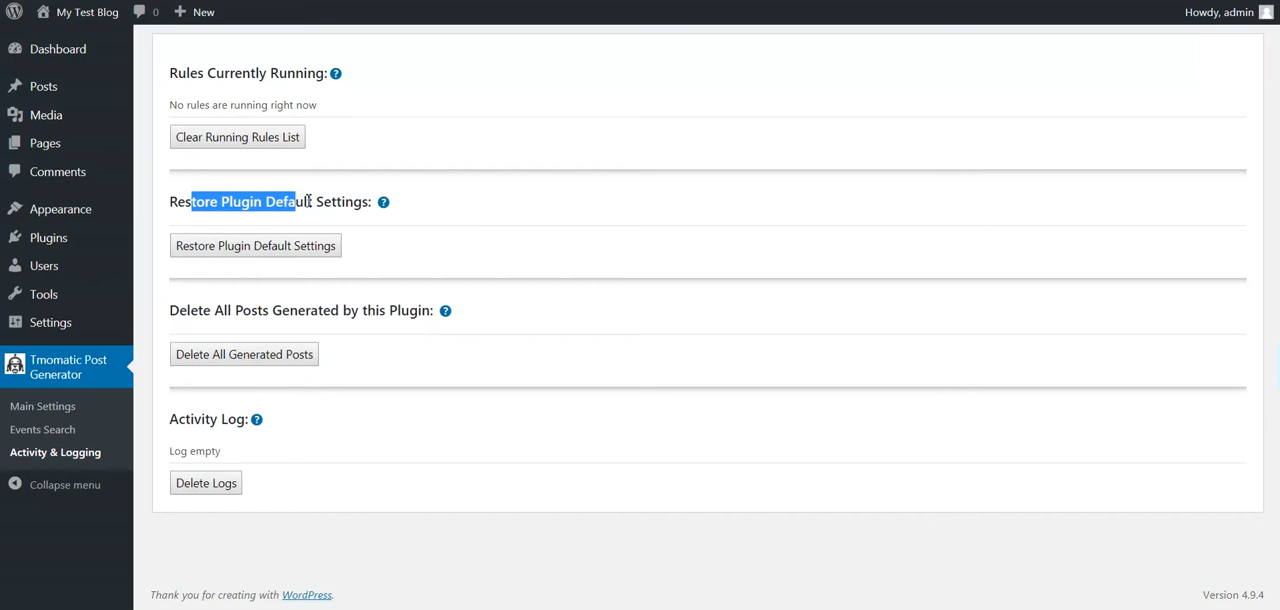 My Test Blog
0
New
Howdy, admin
Dashboard
Posts
Media
Pages
Comments
Appearance
Plugins
Users
Tools
Settings
Tmomatic Post
Generator
Main Settings
Events Search
Activity & Logging
Collapse menu
Rules Currently Running: ?
No rules are running right now
Clear Running Rules List
Restore Plugin Default Settings: ?
Restore Plugin Default Settings
Delete All Posts Generated by this Plugin: ?
Delete All Generated Posts
Activity Log: ?
Log empty
Delete Logs
Thank you for creating with WordPress.
Version 4.9.4